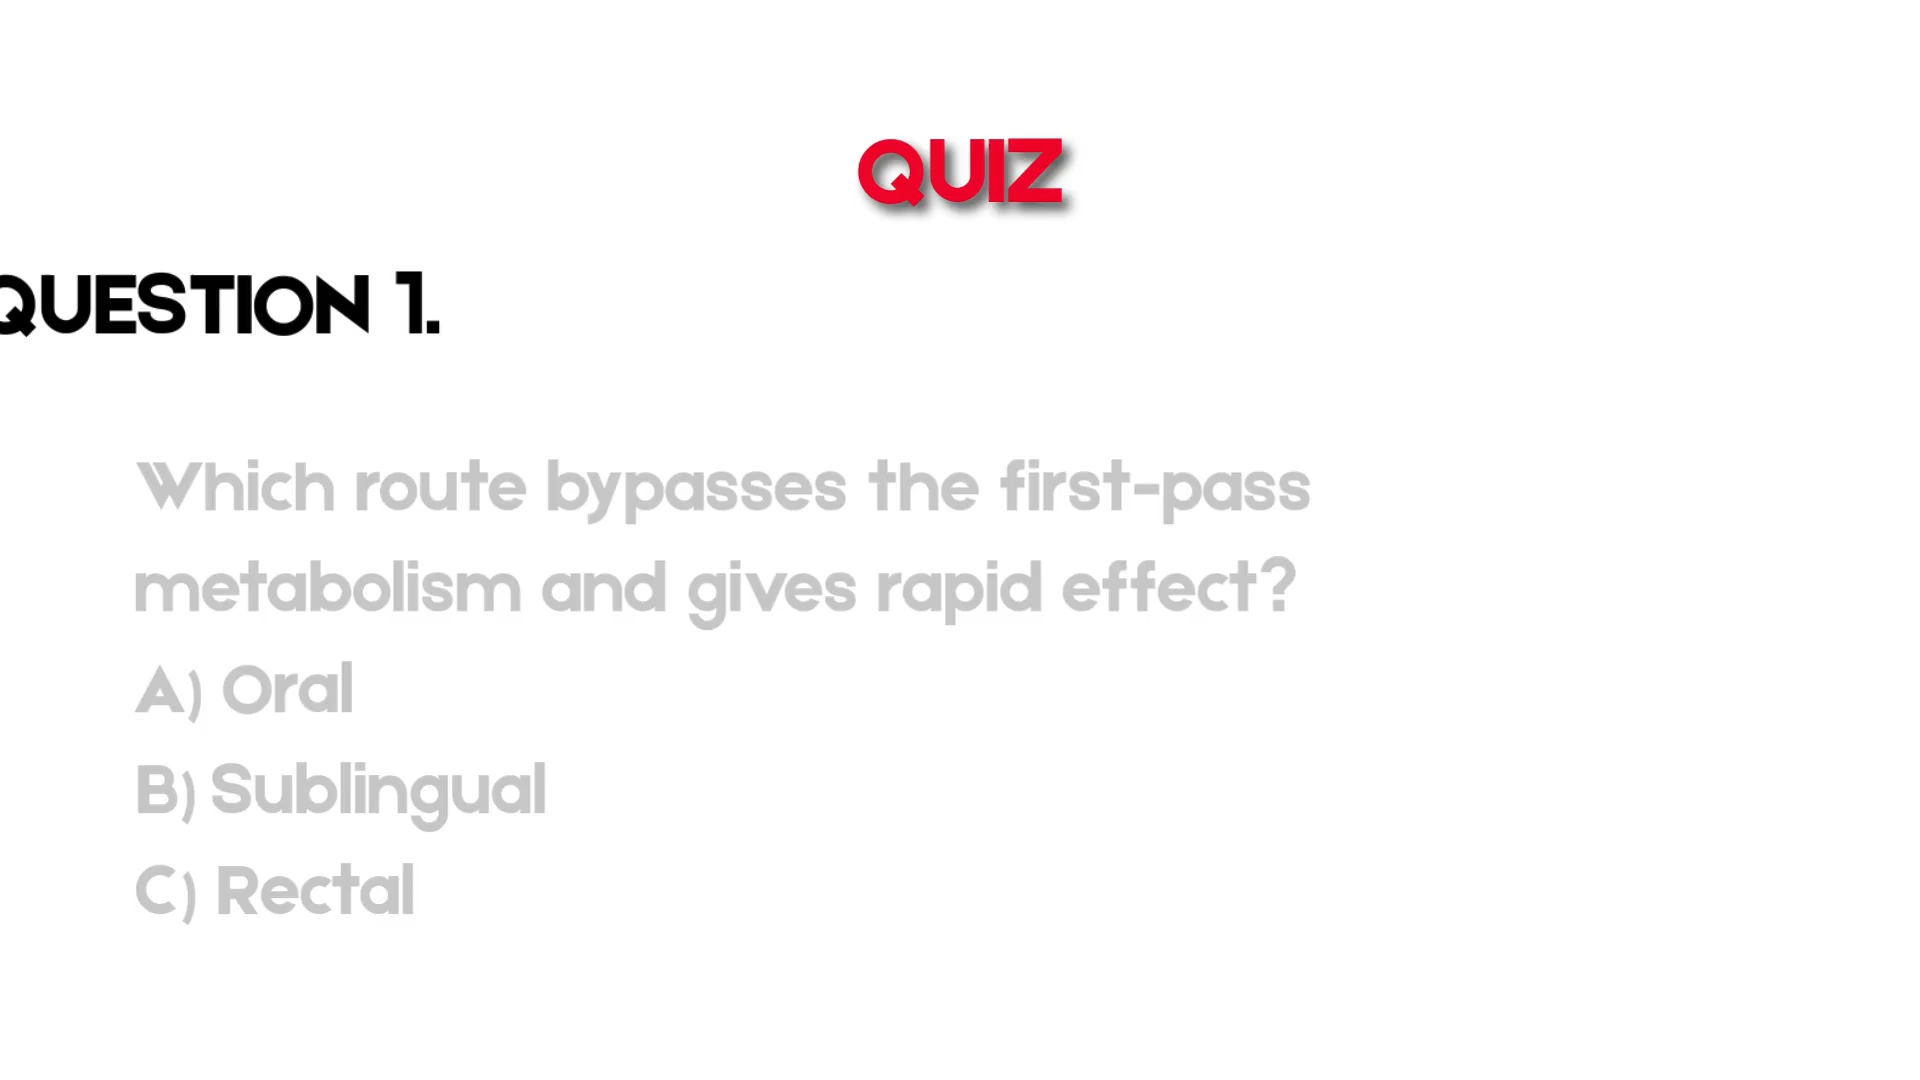 QUIZ
QUESTION 1.
Which route bypasses the first-pass
metabolism and gives rapid effect?
A) Oral
B) Sublingual
C) Rectal